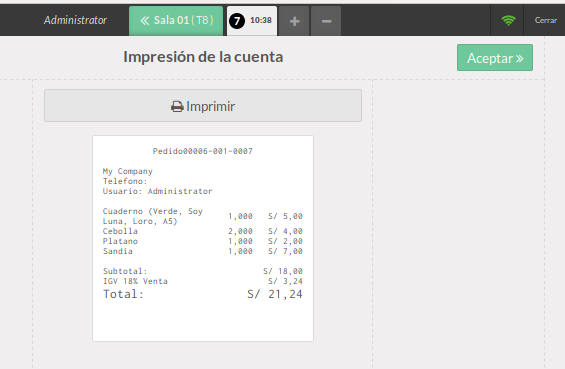 Administrator
Sala 01 (T8)
7
10:38
Cerrar
Impresión de la cuenta
Aceptar
Imprimir
Pedido00006-001-0007
My Company
Telefono:
Usuario: Administrator
Cuaderno (Verde, Soy Luna, Loro, A5) 1,000 S/ 5,00
Cebolla 2,000 S/ 4,00
Platano 1,000 S/ 2,00
Sandia 1,000 S/ 7,00
Subtotal: S/ 18,00
IGV 18% Venta S/ 3,24
Total: S/ 21,24